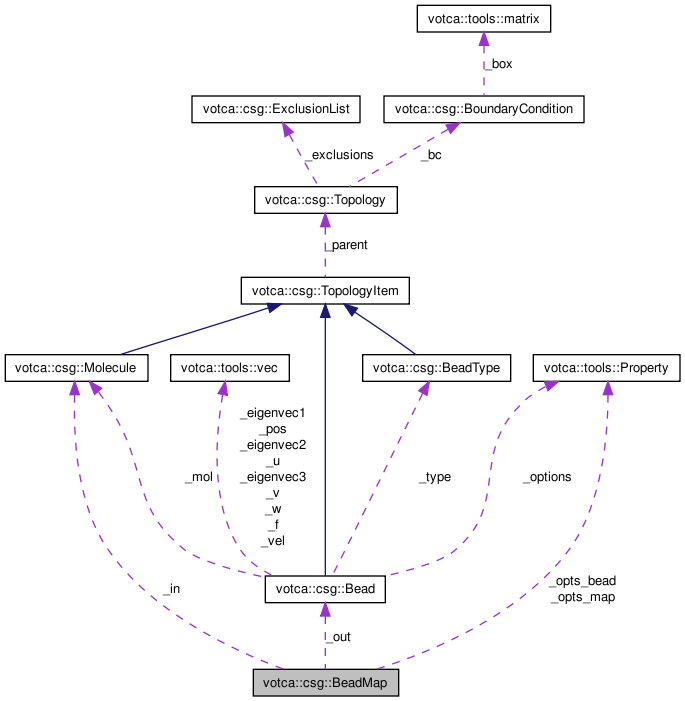 votca::tools::matrix
_box
votca::csg::ExclusionList
votca::csg::BoundaryCondition
_exclusions
_bc
votca::csg::Topology
_parent
votca::csg::TopologyItem
votca::csg::Molecule
votca::tools::vec
votca::csg::BeadType
votca::tools::Property
_mol
_eigenvec1
_pos
_eigenvec2
_u
_eigenvec3
_v
_w
_f
_vel
_type
_options
_in
votca::csg::Bead
_opts_bead
_opts_map
_out
votca::csg::BeadMap